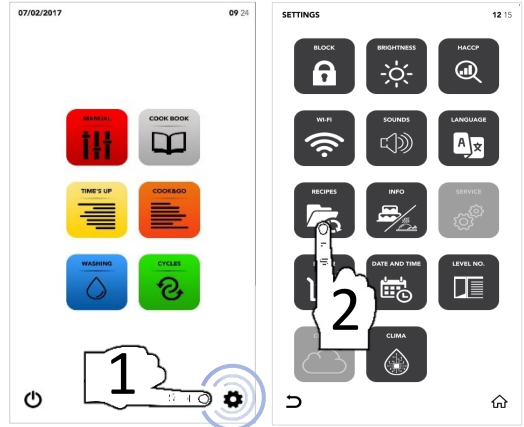 07/02/2017 09 24
MANUAL COOK BOOK
TIME'S UP COOK&GO
WASHING CYCLES
1
SETTINGS 12 15
BLOCK BRIGHTNESS HACCP
WI-FI SOUNDS LANGUAGE
A
RECIPES INFO SERVICE
DATE AND TIME LEVEL NO.
2
CLIMA